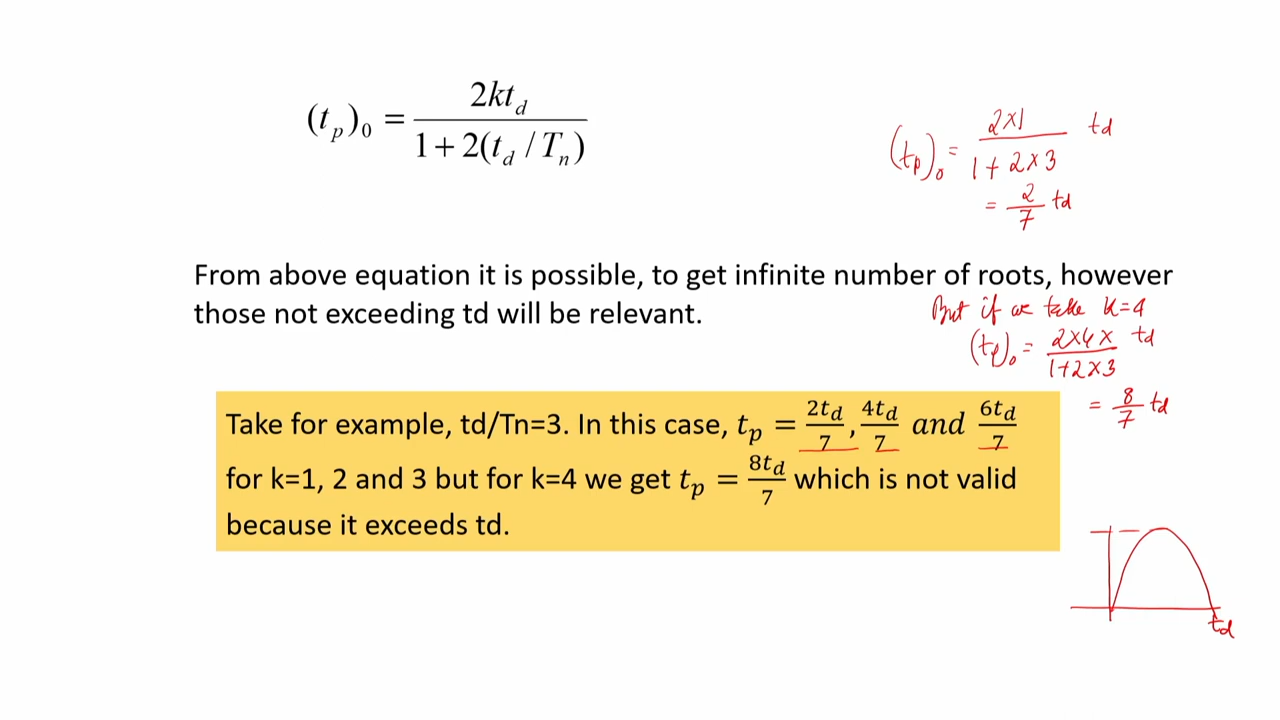 (t_p)_0 = 2kt_d / (1 + 2(t_d / T_n))
(tp)_0 = (2×1 / (1 + 2×3)) td
= 2/7 td
From above equation it is possible, to get infinite number of roots, however
those not exceeding td will be relevant.
But if we take k=4
(tp)_0 = (2×4× / (1+2×3)) td
= 8/7 td
Take for example, td/Tn=3. In this case, t_p = 2t_d/7, 4t_d/7 and 6t_d/7
for k=1, 2 and 3 but for k=4 we get t_p = 8t_d/7 which is not valid
because it exceeds td.
td